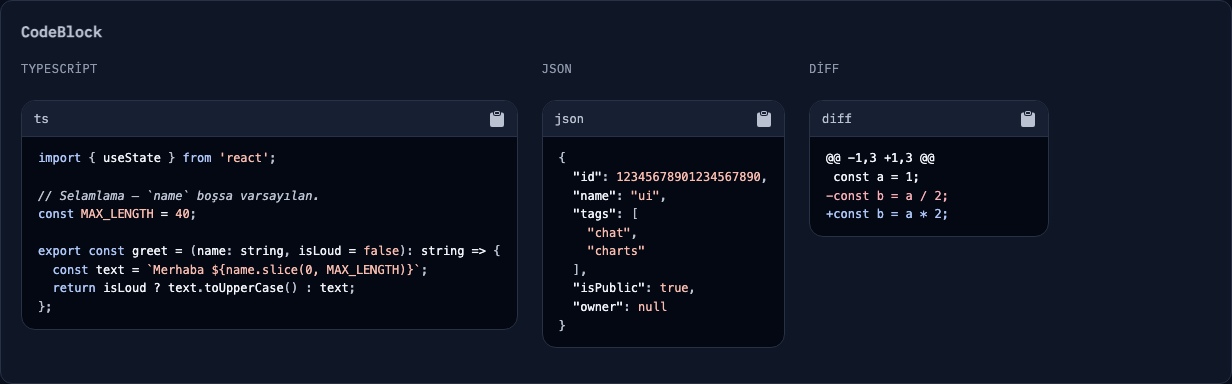 CodeBlock
TYPESCRİPT
ts
import { useState } from 'react';
// Selamlama — `name` boşsa varsayılan.
const MAX_LENGTH = 40;
export const greet = (name: string, isLoud = false): string => {
  const text = `Merhaba ${name.slice(0, MAX_LENGTH)}`;
  return isLoud ? text.toUpperCase() : text;
};
JSON
json
{
  "id": 12345678901234567890,
  "name": "ui",
  "tags": [
    "chat",
    "charts"
  ],
  "isPublic": true,
  "owner": null
}
DİFF
diff
@@ -1,3 +1,3 @@
 const a = 1;
-const b = a / 2;
+const b = a * 2;